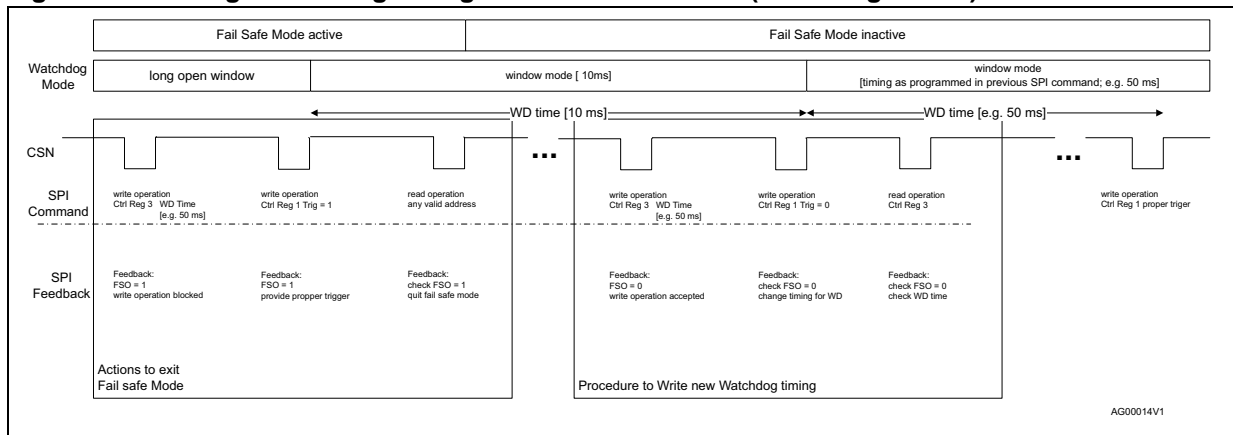 Fail Safe Mode active
Fail Safe Mode inactive
Watchdog
Mode
long open window
window mode [ 10ms]
window mode
[timing as programmed in previous SPI command; e.g. 50 ms]
WD time [10 ms]
WD time [e.g. 50 ms]
CSN
...
...
SPI
Command
write operation
Ctrl Reg 3 WD Time
[e.g. 50 ms]
write operation
Ctrl Reg 1 Trig = 1
read operation
any valid address
write operation
Ctrl Reg 3 WD Time
[e.g. 50 ms]
write operation
Ctrl Reg 1 Trig = 0
read operation
Ctrl Reg 3
write operation
Ctrl Reg 1 proper triger
SPI
Feedback
Feedback:
FSO = 1
write operation blocked
Feedback:
FSO = 1
provide propper trigger
Feedback:
check FSO = 1
quit fail safe mode
Feedback:
FSO = 0
write operation accepted
Feedback:
check FSO = 0
change timing for WD
Feedback:
check FSO = 0
check WD time
Actions to exit
Fail safe Mode
Procedure to Write new Watchdog timing
AG00014V1